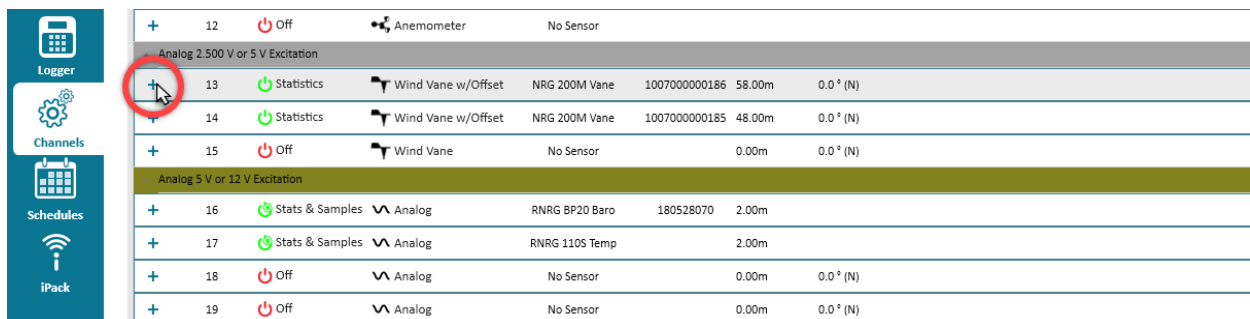 12 Off Anemometer No Sensor
Analog 2.500 V or 5 V Excitation
Logger
13 Statistics Wind Vane w/Offset NRG 200M Vane 1007000000186 58.00m 0.0 ° (N)
14 Statistics Wind Vane w/Offset NRG 200M Vane 1007000000185 48.00m 0.0 ° (N)
Channels
15 Off Wind Vane No Sensor 0.00m 0.0 ° (N)
Analog 5 V or 12 V Excitation
Schedules
16 Stats & Samples Analog RNRG BP20 Baro 180528070 2.00m
17 Stats & Samples Analog RNRG 110S Temp 2.00m
18 Off Analog No Sensor 0.00m 0.0 ° (N)
iPack
19 Off Analog No Sensor 0.00m 0.0 ° (N)